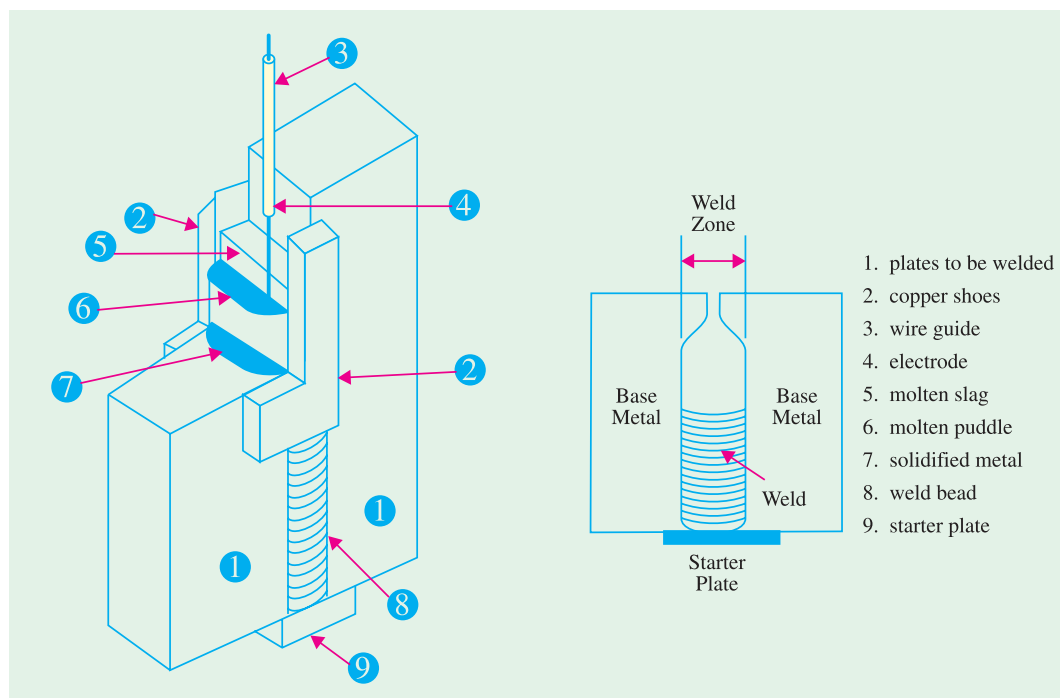 3
4
2
5
6
7
2
1
1
8
9
Weld
Zone
Base
Metal
Base
Metal
Weld
Starter
Plate
1. plates to be welded
2. copper shoes
3. wire guide
4. electrode
5. molten slag
6. molten puddle
7. solidified metal
8. weld bead
9. starter plate